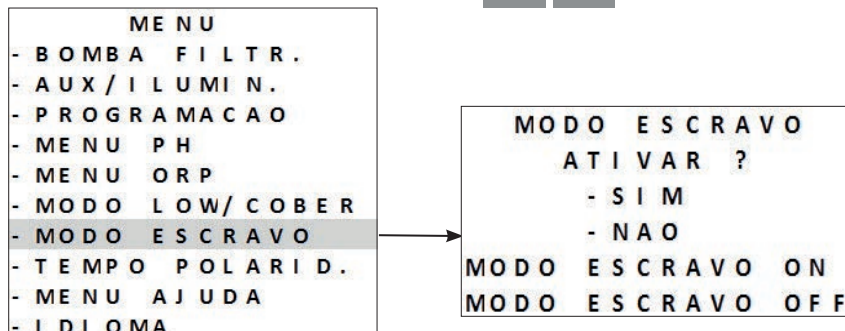 MENU
- BOMBA FILTR.
- AUX/ILUMIN.
- PROGRAMACAO
- MENU PH
- MENU ORP
- MODO LOW/COBER
- MODO ESCRAVO
- TEMPO POLARID.
- MENU AJUDA
- IDIOMA
MODO ESCRAVO
ATIVAR ?
-SIM
-NAO
MODO ESCRAVO ON
MODO ESCRAVO OFF